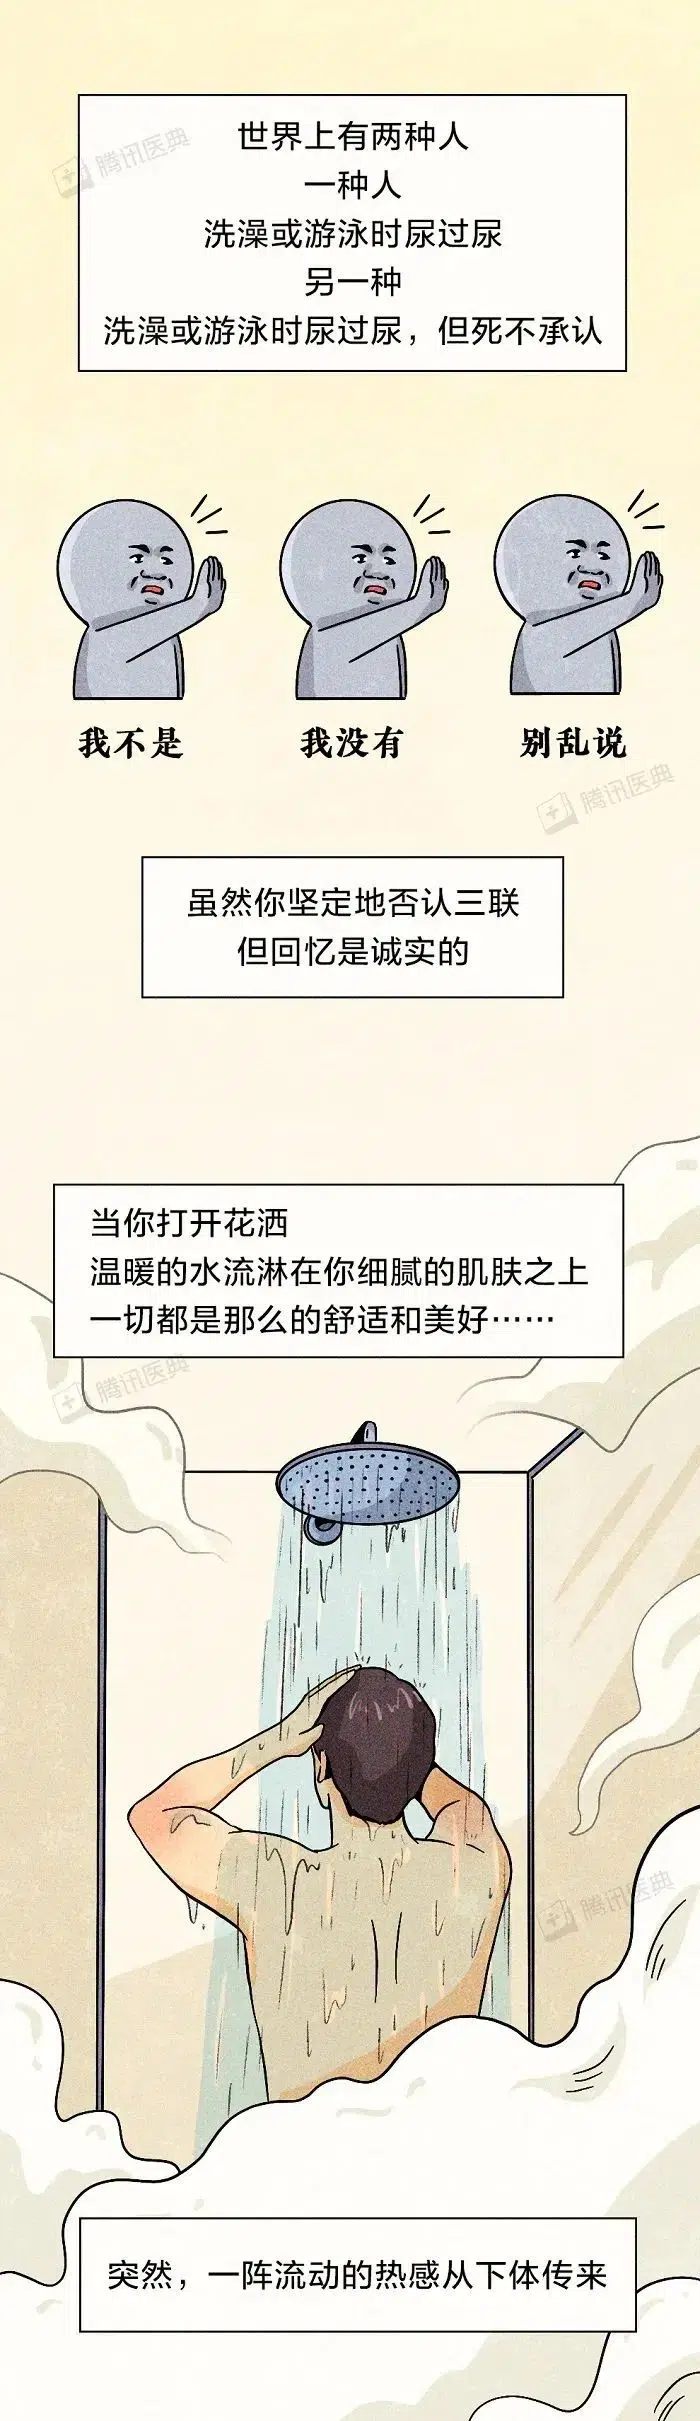 腾讯医典
世界上有两种人
一种人
洗澡或游泳时尿过尿
另一种
洗澡或游泳时尿过尿，但死不承认
我不是
我没有
别乱说
腾讯医典
虽然你坚定地否认三联
但回忆是诚实的
当你打开花洒
温暖的水流淋在你细腻的肌肤之上
一切都是那么的舒适和美好……
腾讯医典
腾讯医典
突然，一阵流动的热感从下体传来